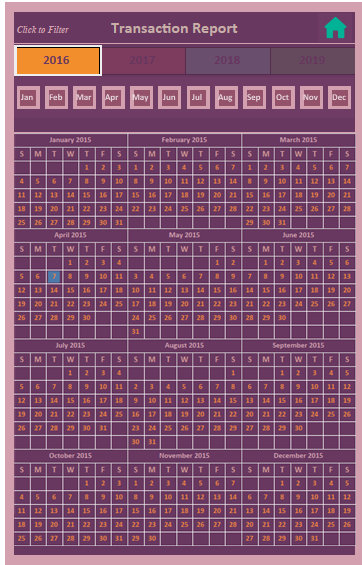 Click to Filter
Transaction Report
2016 2017 2018 2019
Jan Feb Mar Apr May Jun Jul Aug Sep Oct Nov Dec
January 2015 February 2015 March 2015
S M T W T F S S M T W T F S S M T W T F S
1 2 3 1 2 3 4 5 6 7 1 2 3 4 5 6 7
4 5 6 7 8 9 10 8 9 10 11 12 13 14 8 9 10 11 12 13 14
11 12 13 14 15 16 17 15 16 17 18 19 20 21 15 16 17 18 19 20 21
18 19 20 21 22 23 24 22 23 24 25 26 27 28 22 23 24 25 26 27 28
25 26 27 28 29 30 31 29 30 31
April 2015 May 2015 June 2015
S M T W T F S S M T W T F S S M T W T F S
1 2 3 4 1 2 1 2 3 4 5 6
5 6 7 8 9 10 11 3 4 5 6 7 8 9 7 8 9 10 11 12 13
12 13 14 15 16 17 18 10 11 12 13 14 15 16 14 15 16 17 18 19 20
19 20 21 22 23 24 25 17 18 19 20 21 22 23 21 22 23 24 25 26 27
26 27 28 29 30 24 25 26 27 28 29 30 28 29 30
31
July 2015 August 2015 September 2015
S M T W T F S S M T W T F S S M T W T F S
1 2 3 4 1 1 2 3 4 5
5 6 7 8 9 10 11 2 3 4 5 6 7 8 6 7 8 9 10 11 12
12 13 14 15 16 17 18 9 10 11 12 13 14 15 13 14 15 16 17 18 19
19 20 21 22 23 24 25 16 17 18 19 20 21 22 20 21 22 23 24 25 26
26 27 28 29 30 31 23 24 25 26 27 28 29 27 28 29 30
30 31
October 2015 November 2015 December 2015
S M T W T F S S M T W T F S S M T W T F S
1 2 3 1 2 3 4 5 6 7 1 2 3 4 5
4 5 6 7 8 9 10 8 9 10 11 12 13 14 6 7 8 9 10 11 12
11 12 13 14 15 16 17 15 16 17 18 19 20 21 13 14 15 16 17 18 19
18 19 20 21 22 23 24 22 23 24 25 26 27 28 20 21 22 23 24 25 26
25 26 27 28 29 30 31 29 30 27 28 29 30 31